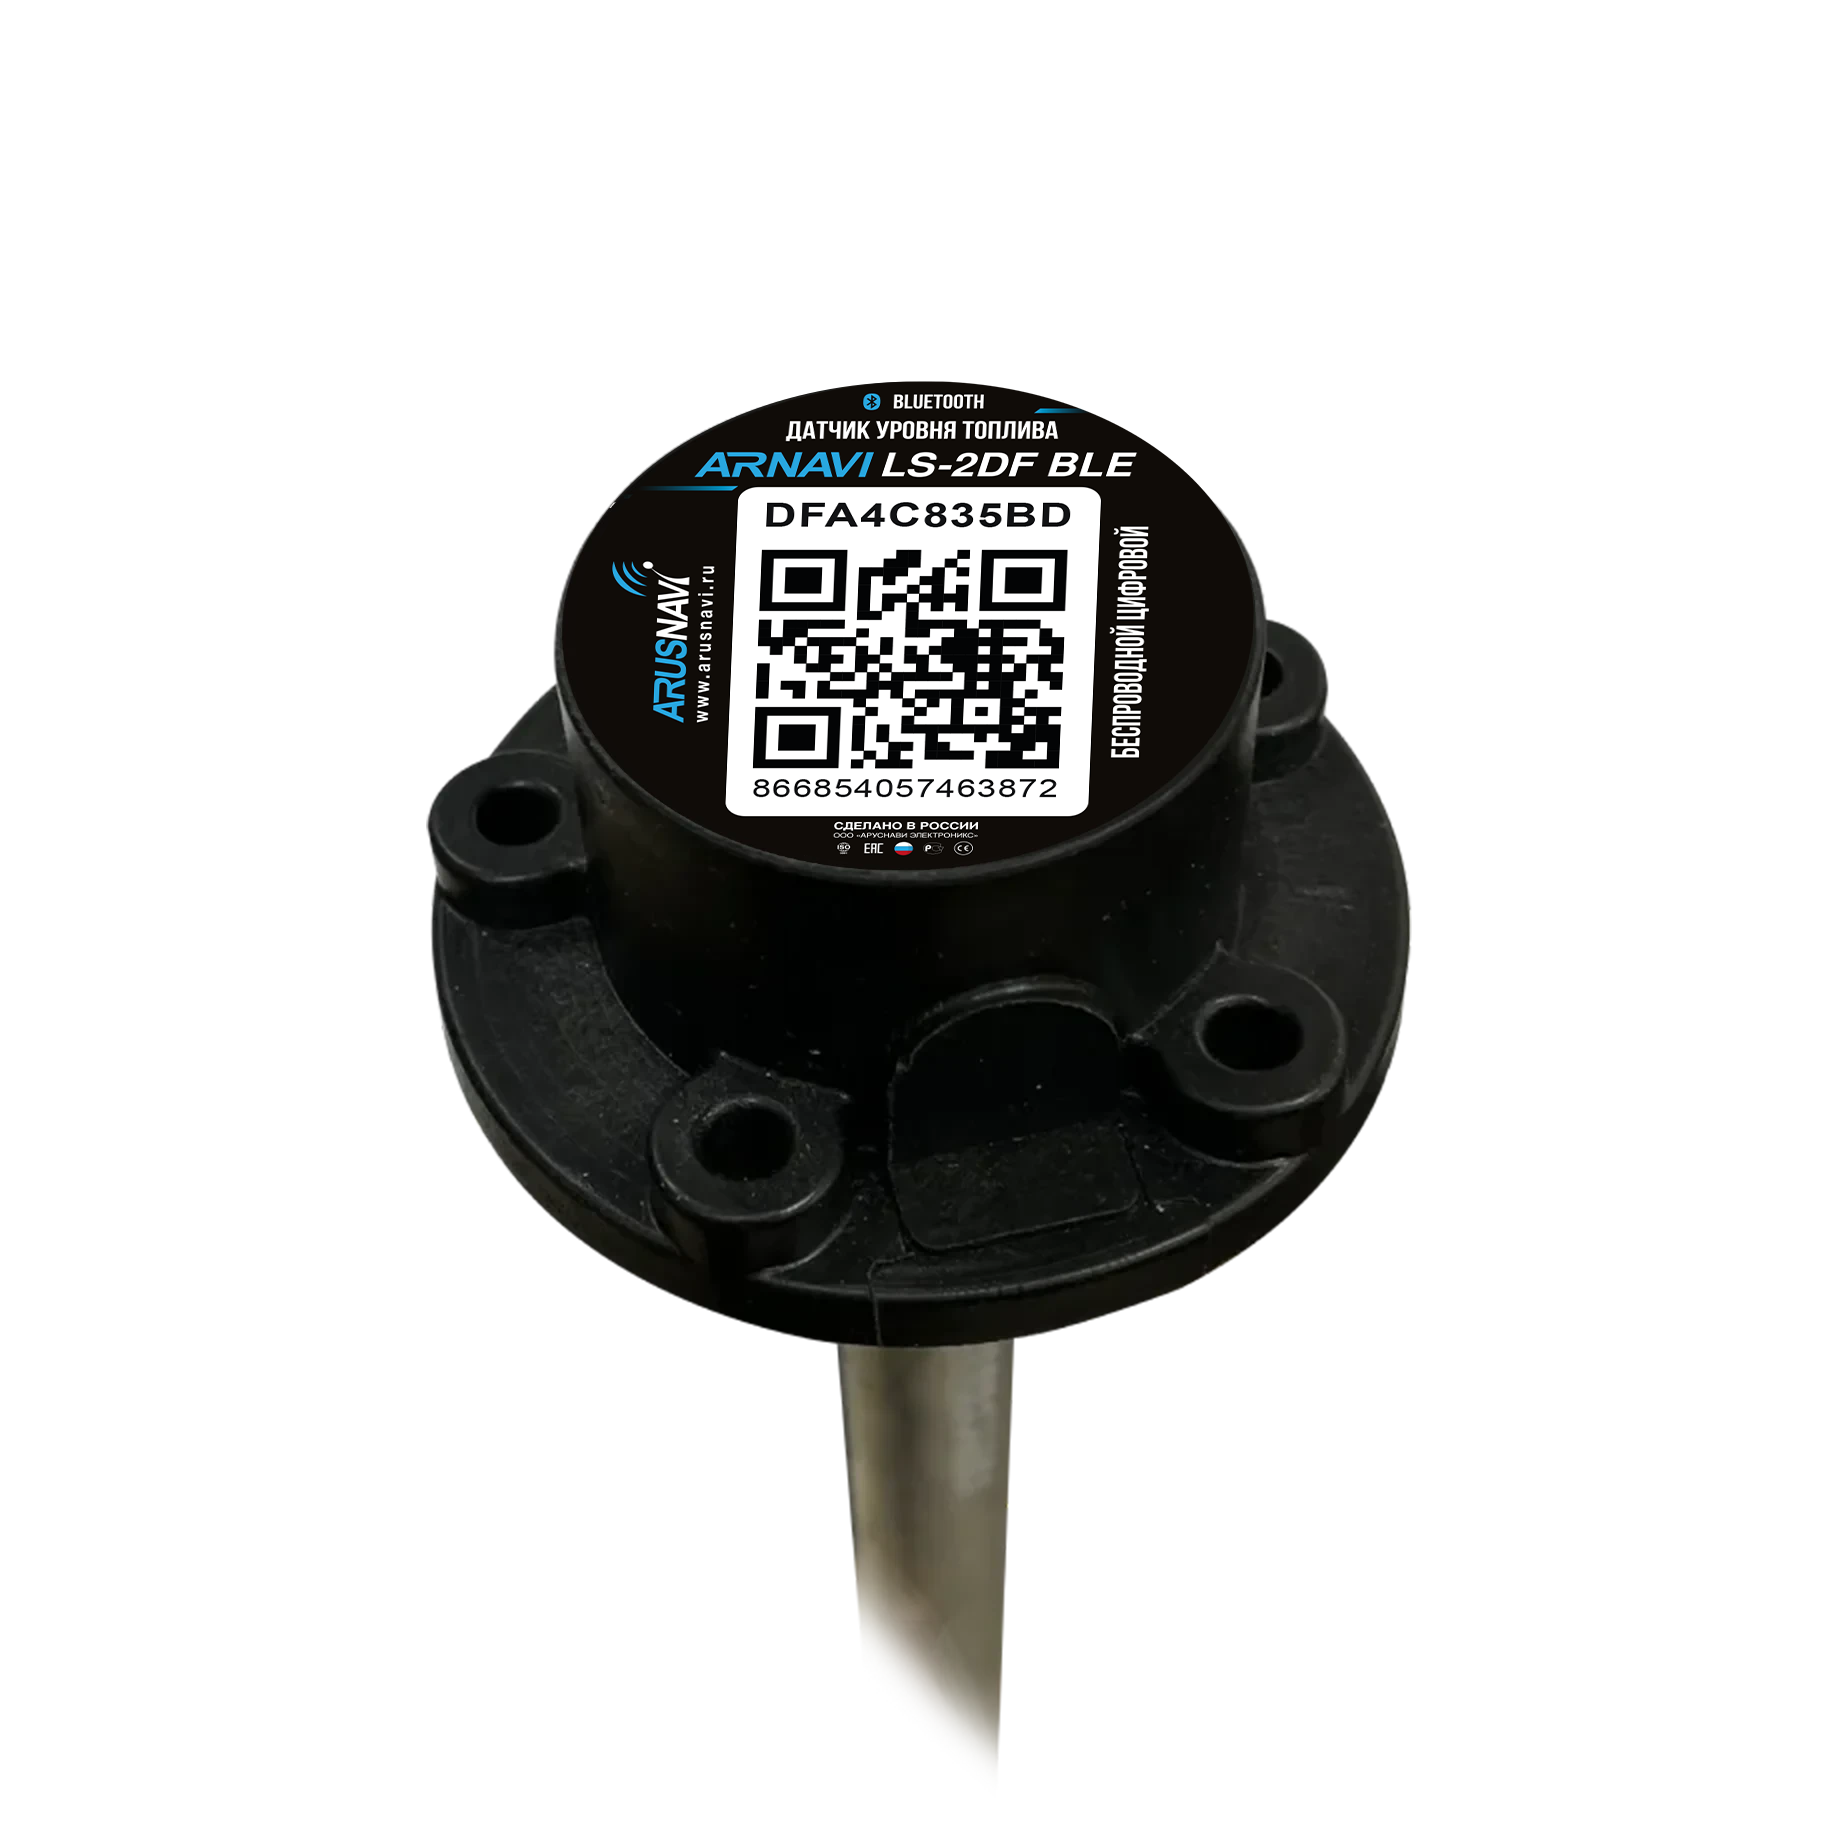 BLUETOOTH
ДАТЧИК УРОВНЯ ТОПЛИВА
ARNAVI LS-2DF BLE
DFA4C835BD
866854057463872
ARUSNAVI
www.arusnavi.ru
БЕСПРОВОДНОЙ ЦИФРОВОЙ
СДЕЛАНО В РОССИИ
ООО «АРУСНАВИ ЭЛЕКТРОНИКС»
ISO EAC P CE